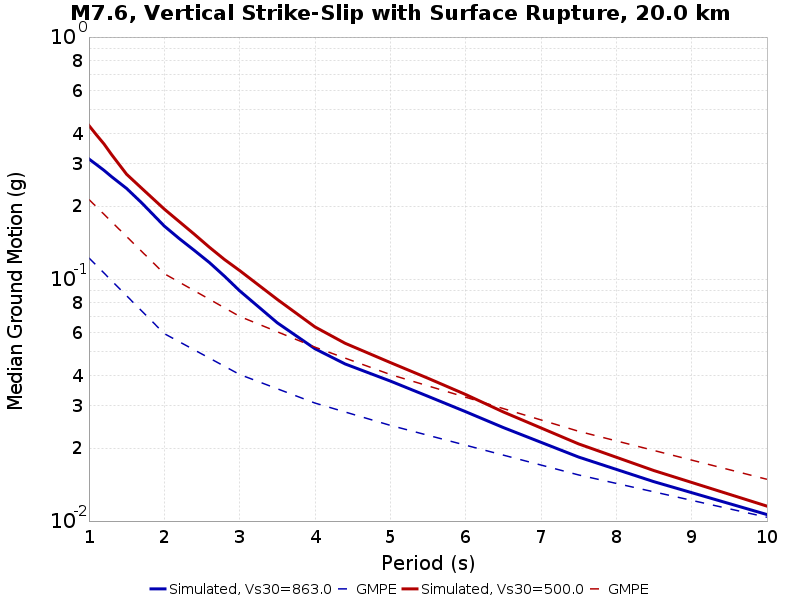 M7.6, Vertical Strike-Slip with Surface Rupture, 20.0 km
Median Ground Motion (g)
10^0
8
6
4
3
2
10^-1
8
6
4
3
2
10^-2
1 2 3 4 5 6 7 8 9 10
Period (s)
Simulated, Vs30=863.0 GMPE Simulated, Vs30=500.0 GMPE